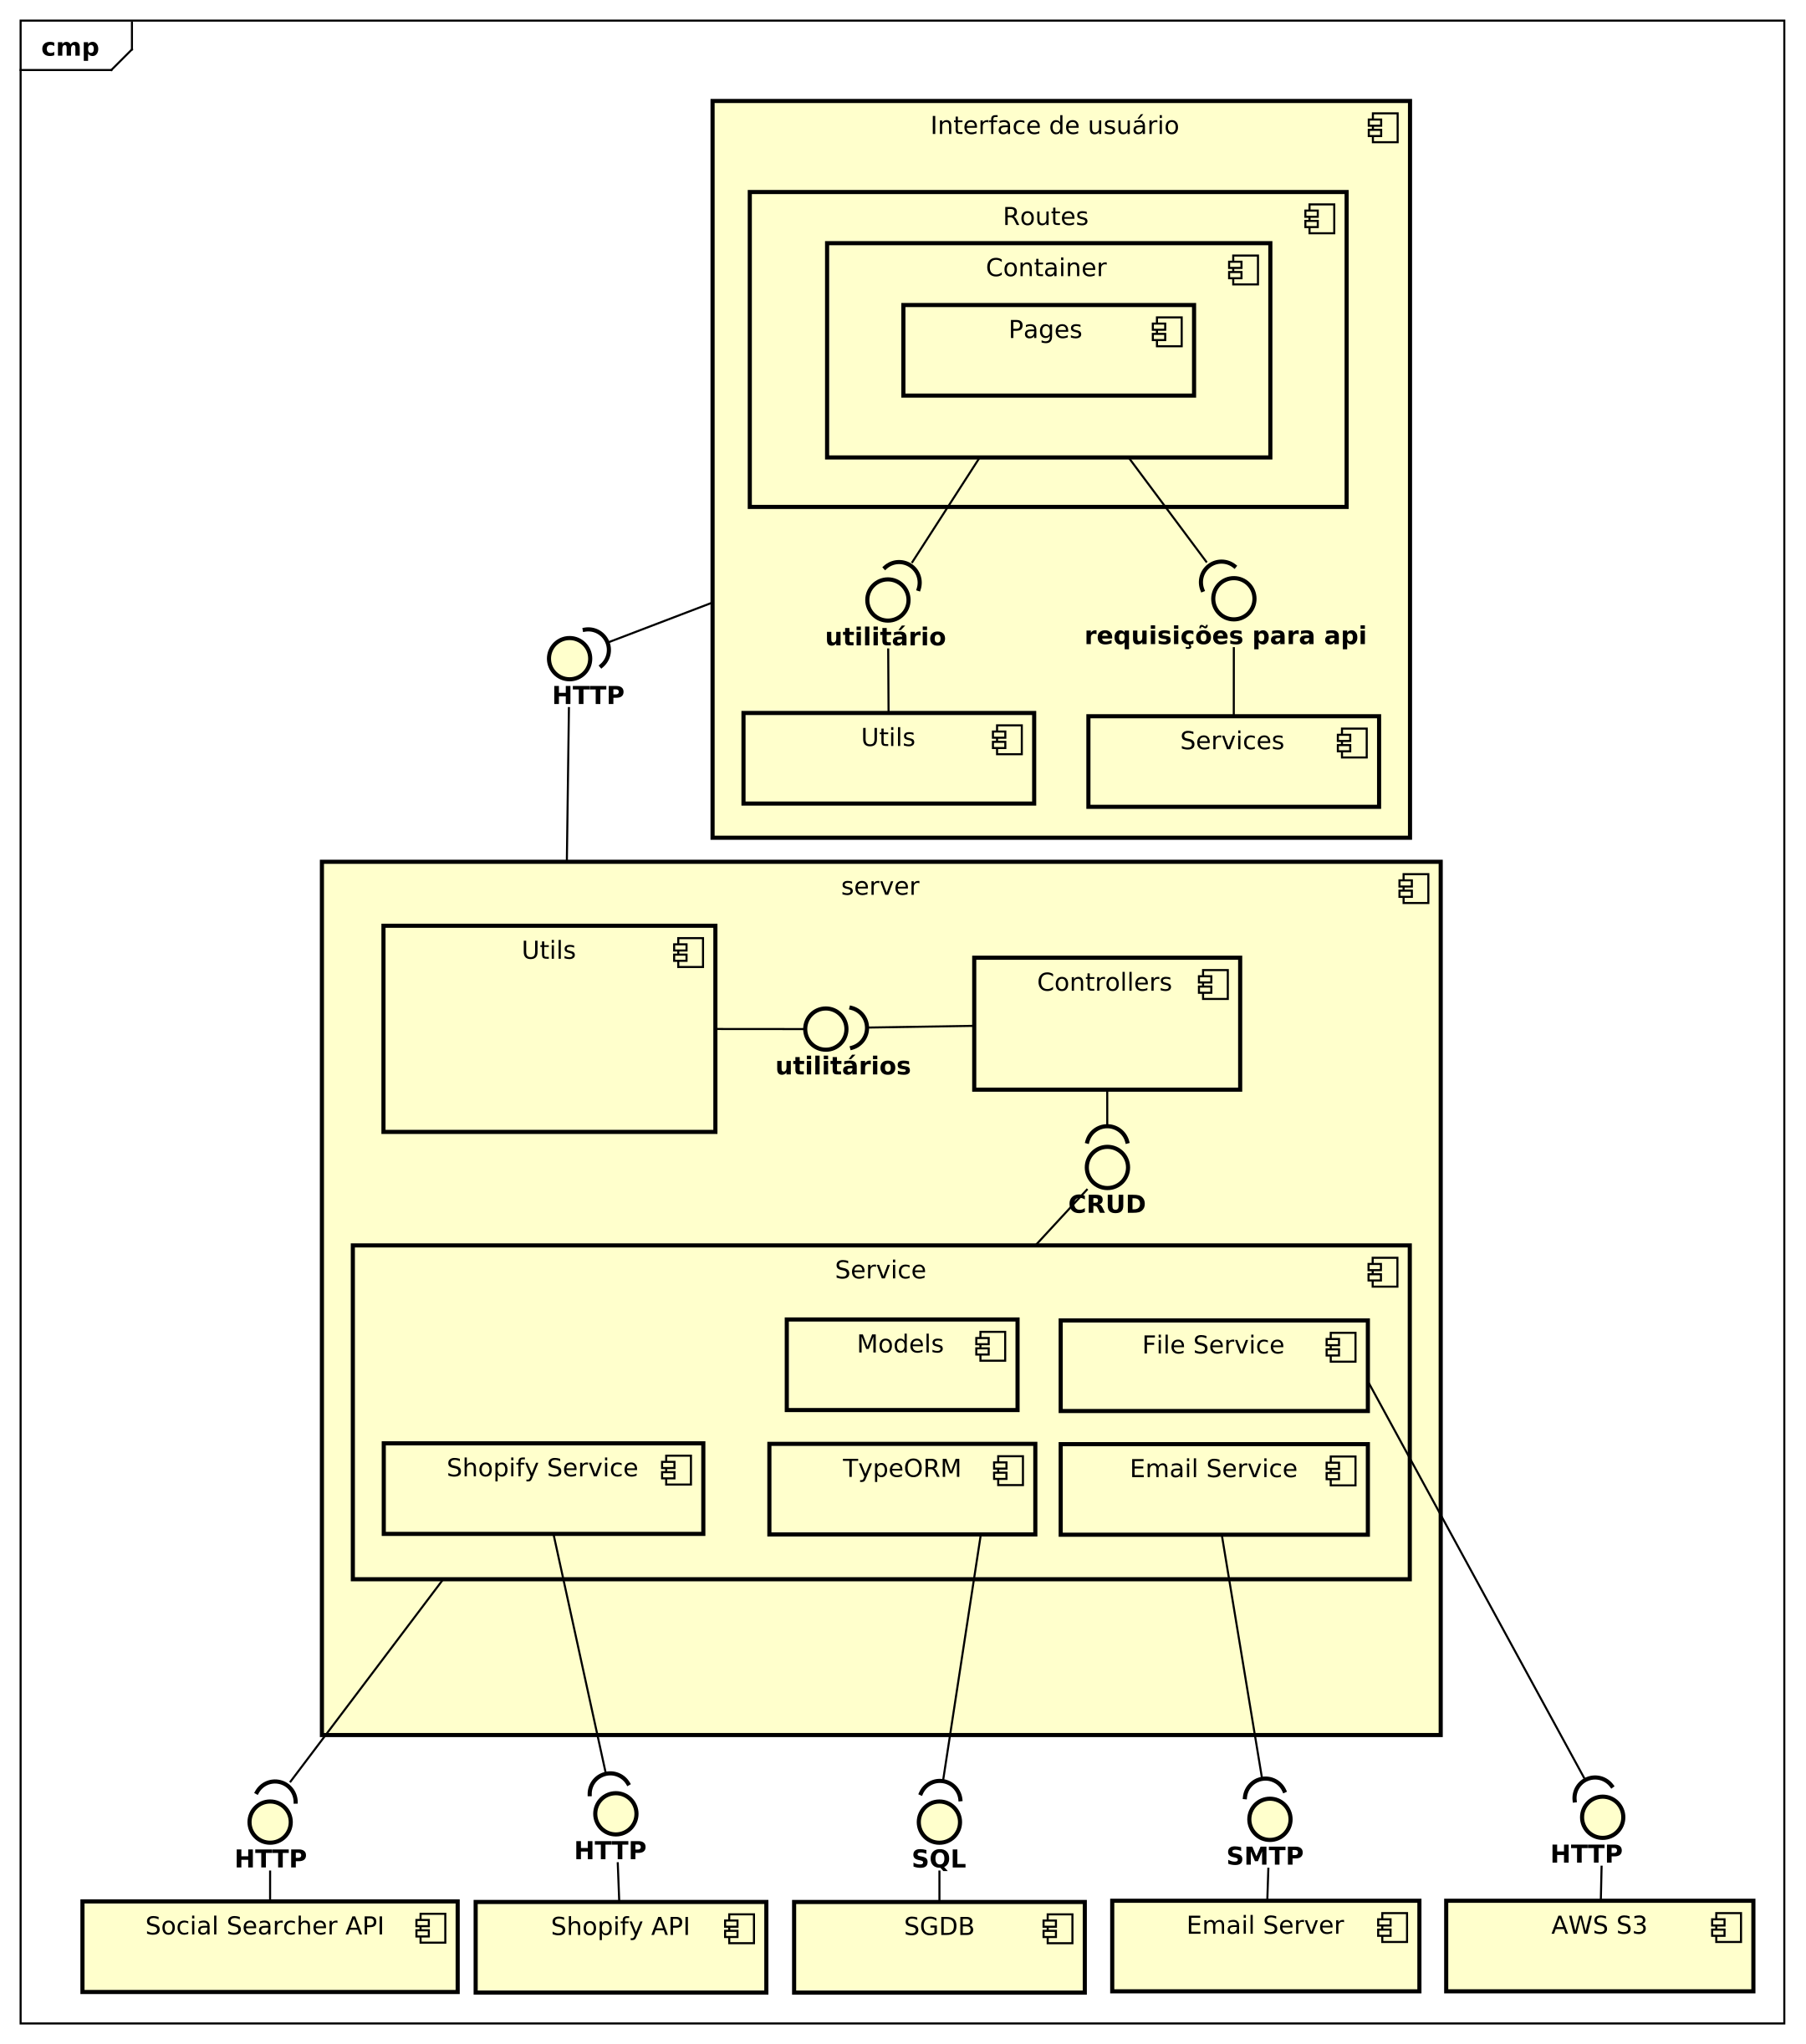 cmp
Interface de usuário
Routes
Container
Pages
utilitário
requisições para api
HTTP
Utils
Services
server
Utils
Controllers
utilitários
CRUD
Service
Models
File Service
Shopify Service
TypeORM
Email Service
HTTP
HTTP
SQL
SMTP
HTTP
Social Searcher API
Shopify API
SGDB
Email Server
AWS S3